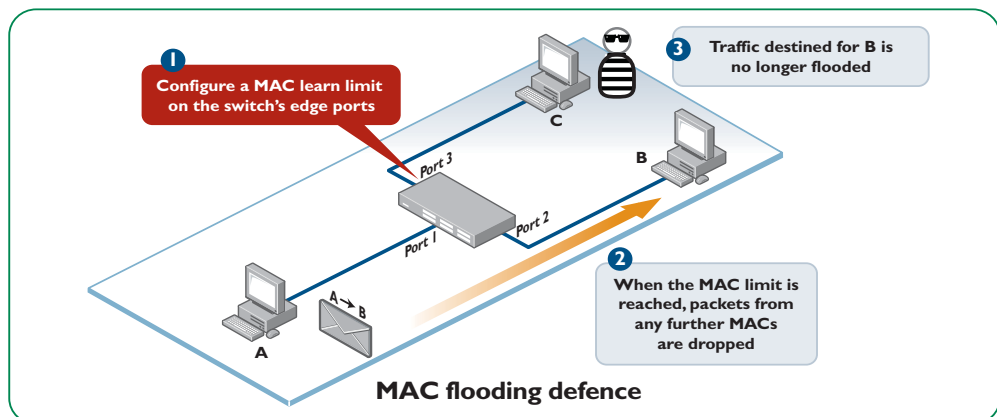 1
Configure a MAC learn limit
on the switch's edge ports
3
Traffic destined for B is
no longer flooded
C
B
Port 3
Port 2
Port 1
A
A→B
2
When the MAC limit is
reached, packets from
any further MACs
are dropped
MAC flooding defence